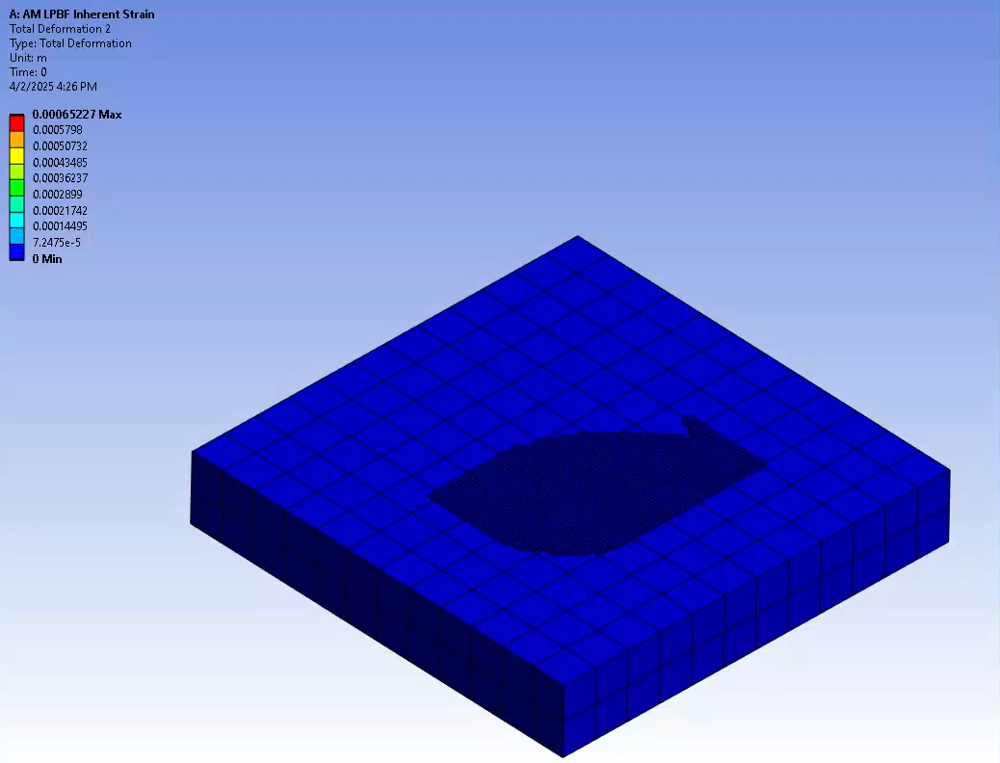 A: AM LPBF Inherent Strain
Total Deformation 2
Type: Total Deformation
Unit: m
Time: 0
4/2/2025 4:26 PM
0.00065227 Max
0.0005798
0.00050732
0.00043485
0.00036237
0.0002899
0.00021742
0.00014495
7.2475e-5
0 Min